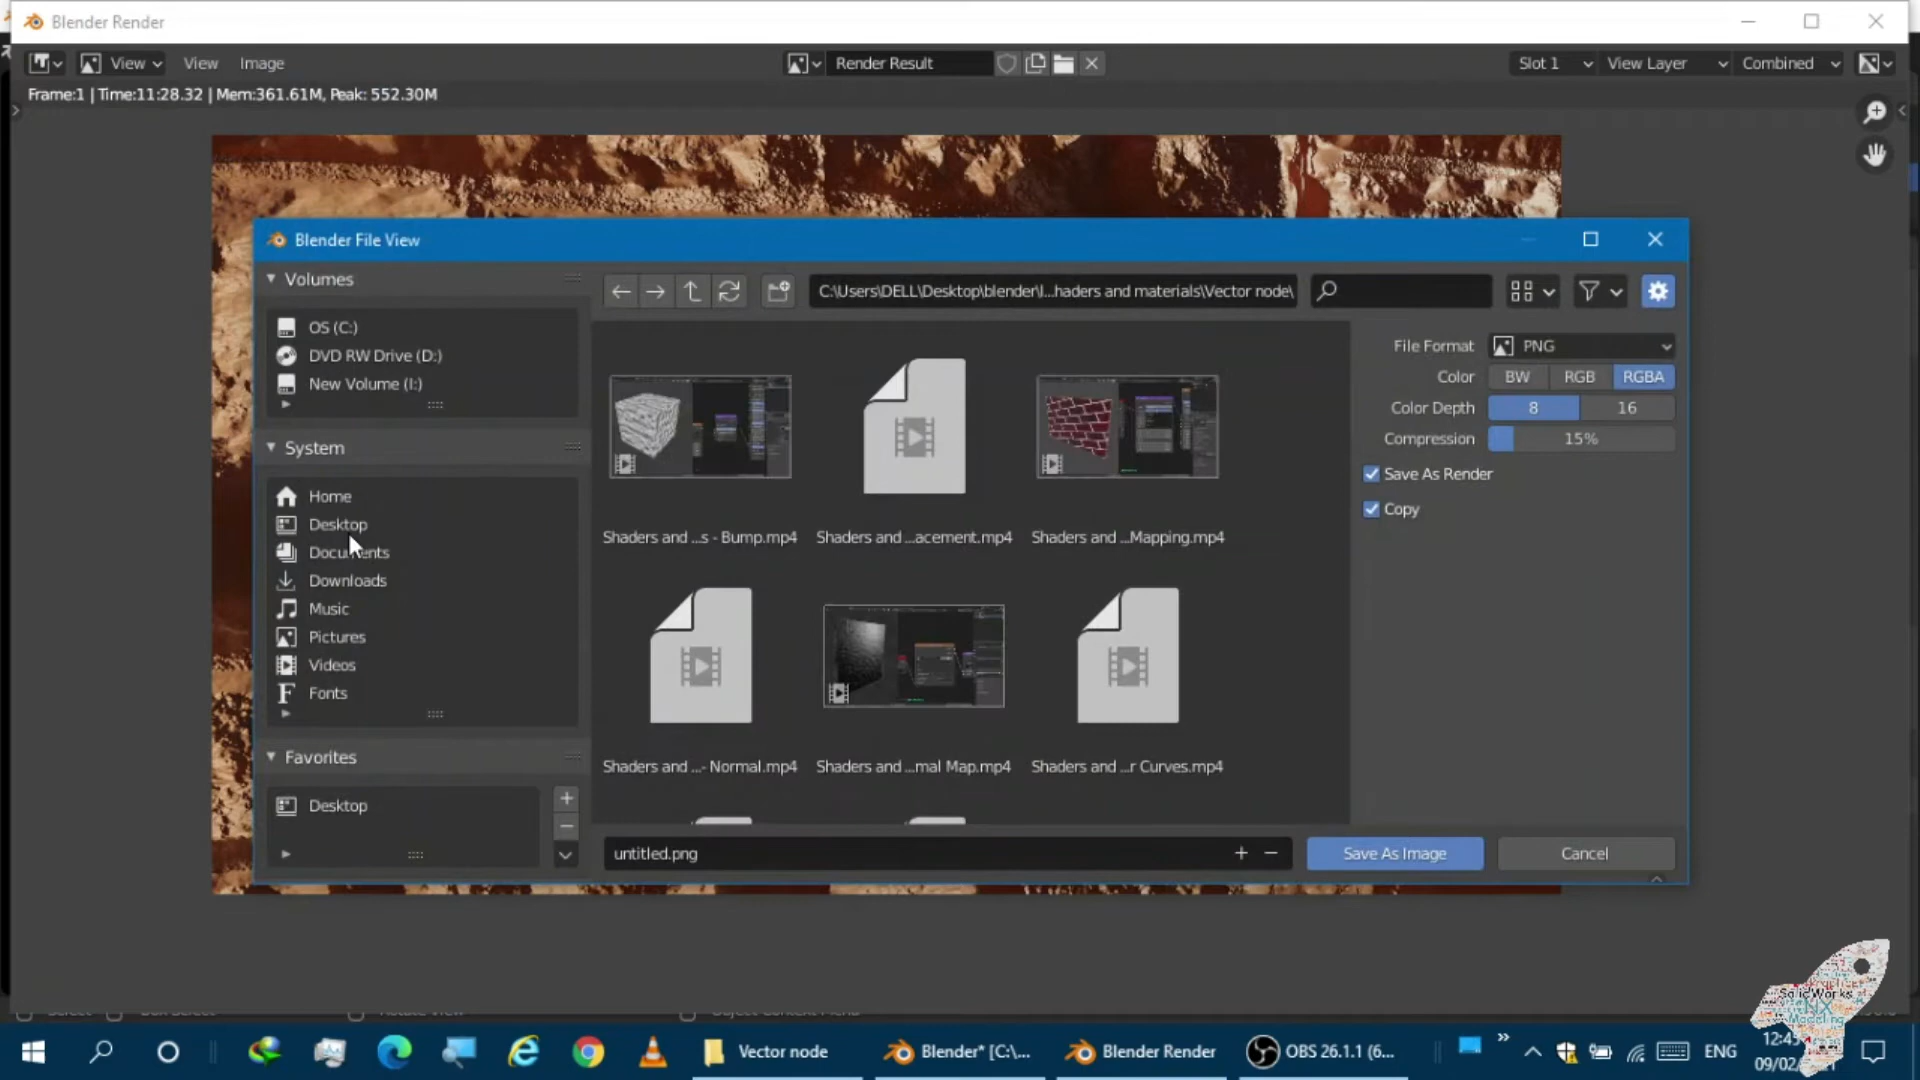 Blender Render
View
View
Image
Render Result
Slot 1
View Layer
Combined
Frame:1 | Time:11:28.32 | Mem:361.61M, Peak: 552.30M
Blender File View
Volumes
OS (C:)
DVD RW Drive (D:)
New Volume (I:)
System
Home
Desktop
Documents
Downloads
Music
Pictures
Videos
Fonts
Favorites
Desktop
C:\Users\DELL\Desktop\blender\l...haders and materials\Vector node\
Shaders and ...s - Bump.mp4
Shaders and ...acement.mp4
Shaders and ...Mapping.mp4
Shaders and ...- Normal.mp4
Shaders and ...mal Map.mp4
Shaders and ...r Curves.mp4
File Format
PNG
Color
BW
RGB
RGBA
Color Depth
8
16
Compression
15%
Save As Render
Copy
untitled.png
Save As Image
Cancel
SolidWorks
NX
Modeling
Vector node
Blender* [C:\...
Blender Render
OBS 26.1.1 (6...
ENG